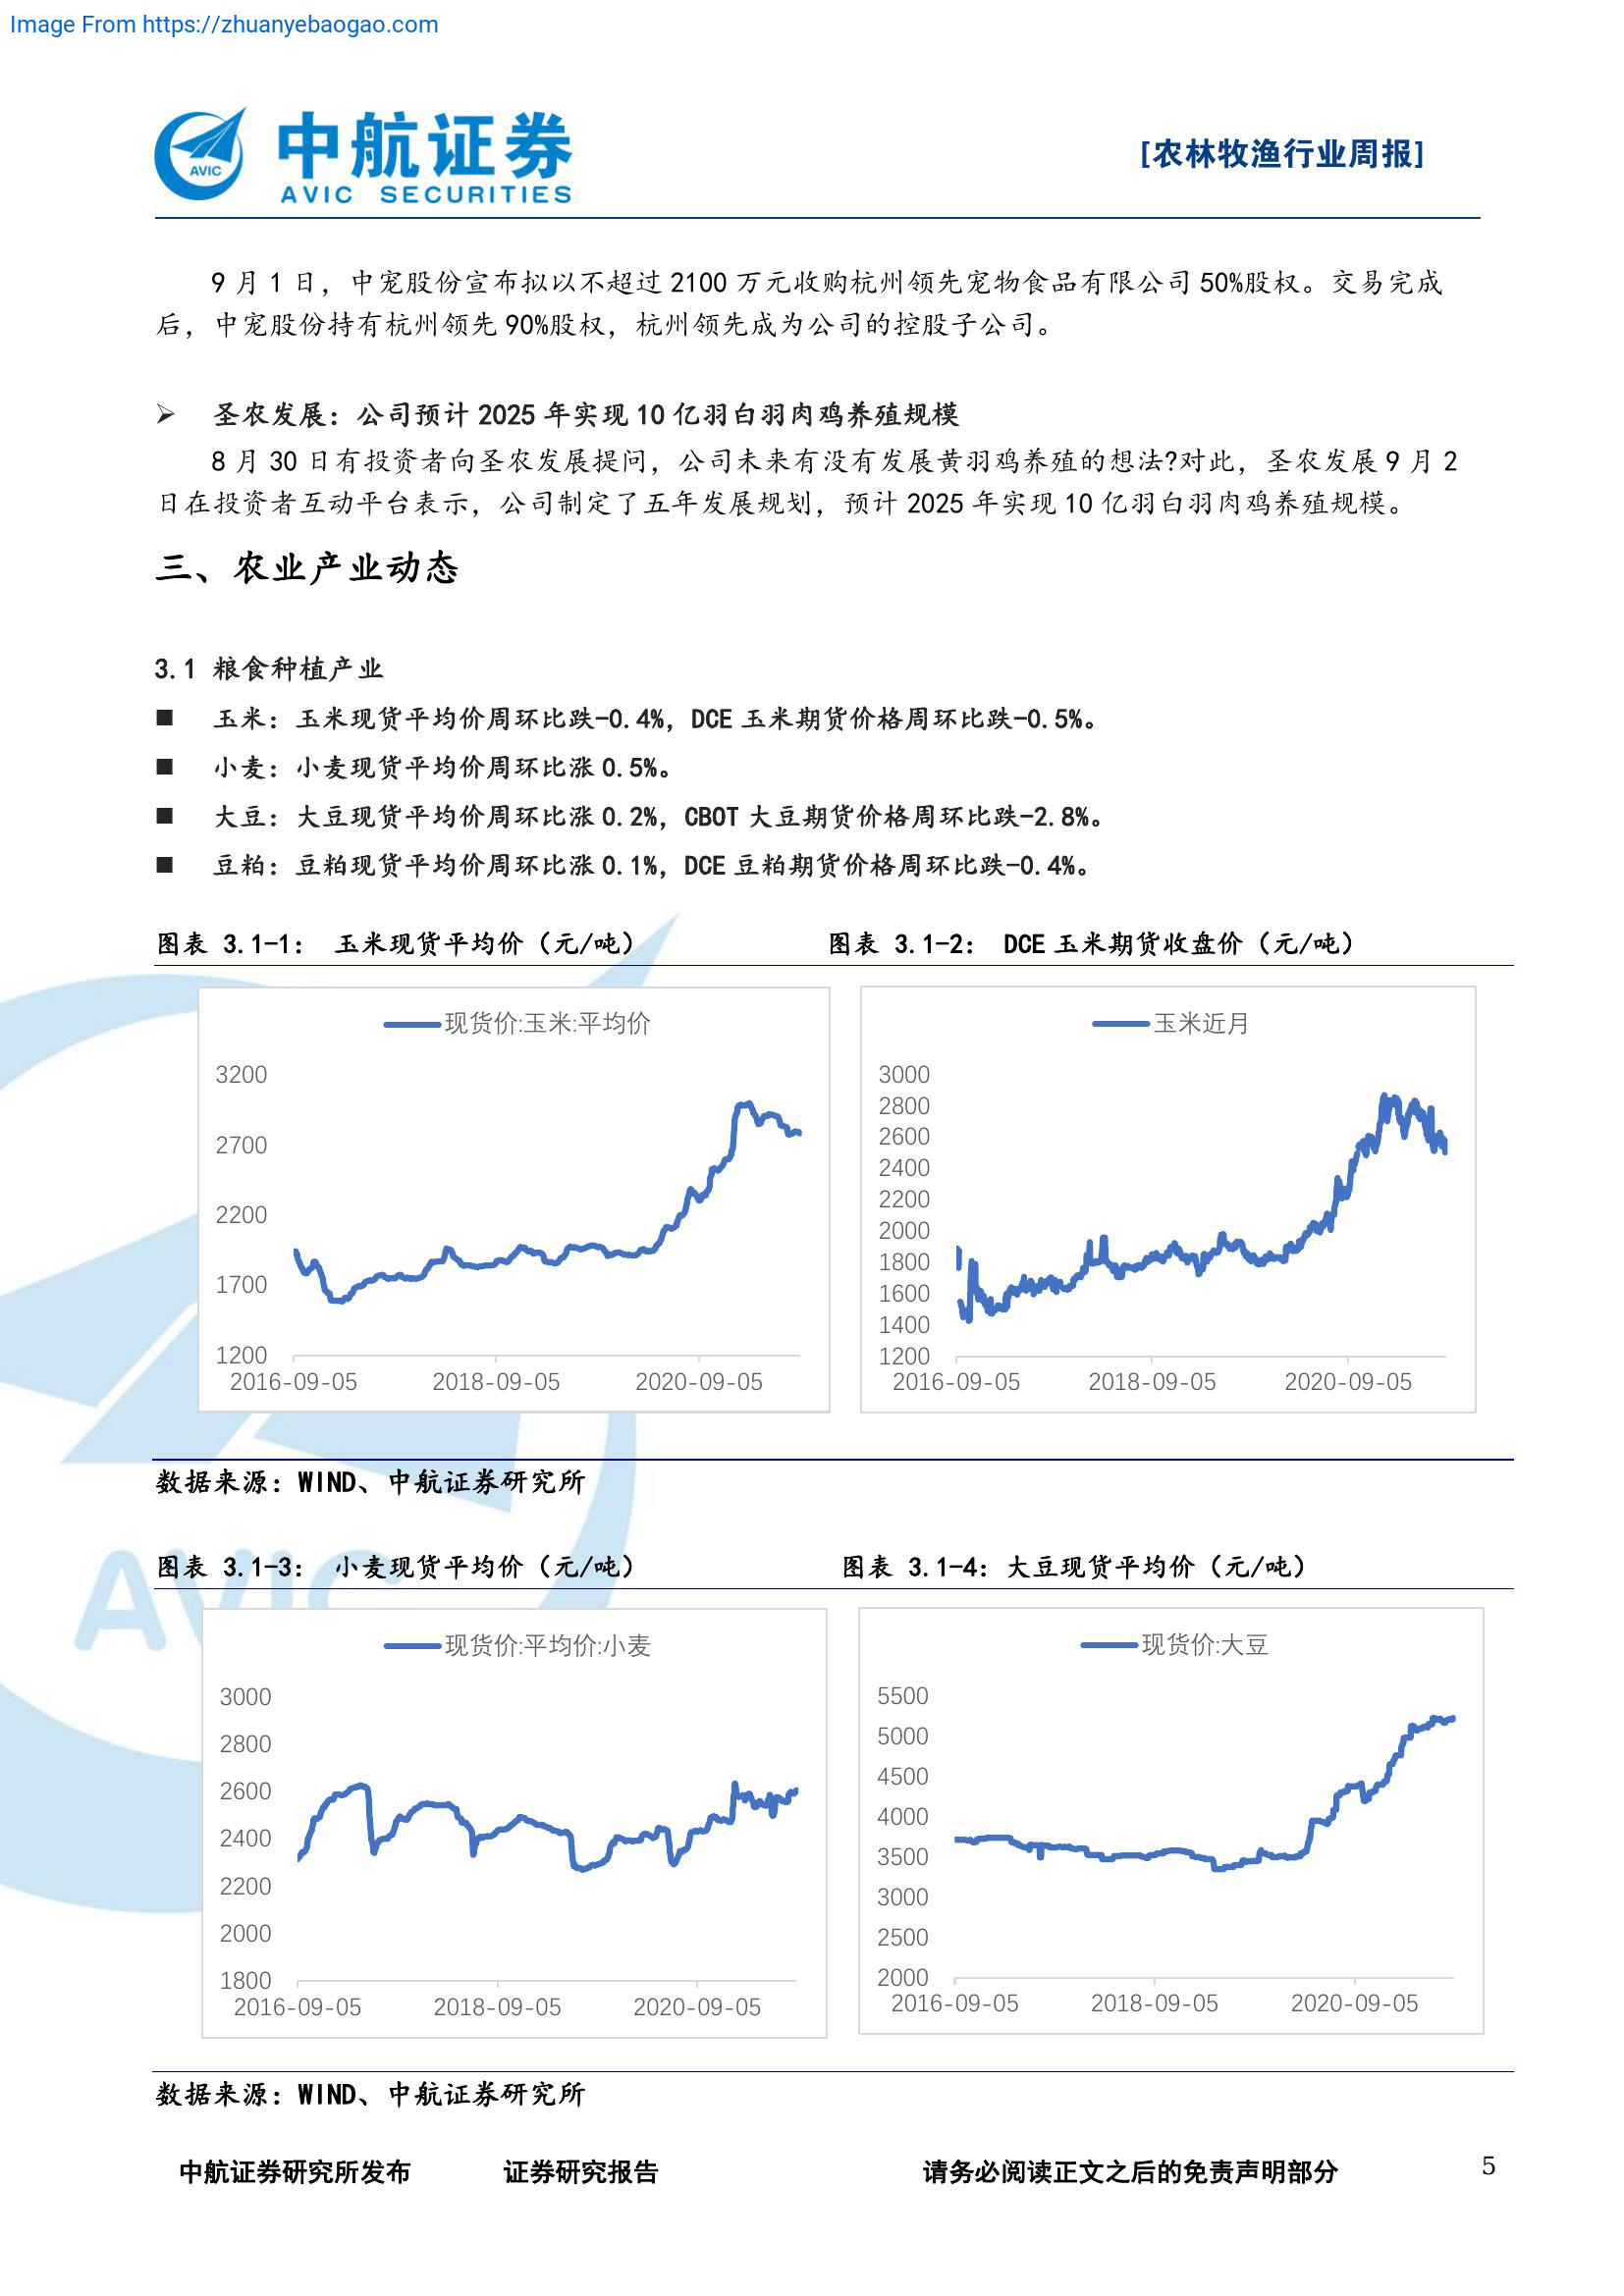 Image From https://zhuanyebaogao.com
AVIC
中航证券
AVIC SECURITIES
[农林牧渔行业周报]
9 月 1 日，中宠股份宣布拟以不超过 2100 万元收购杭州领先宠物食品有限公司 50%股权。交易完成
后，中宠股份持有杭州领先 90%股权，杭州领先成为公司的控股子公司。
➢ 圣农发展：公司预计 2025 年实现 10 亿羽白羽肉鸡养殖规模
8 月 30 日有投资者向圣农发展提问，公司未来有没有发展黄羽鸡养殖的想法?对此，圣农发展 9 月 2
日在投资者互动平台表示，公司制定了五年发展规划，预计 2025 年实现 10 亿羽白羽肉鸡养殖规模。
三、农业产业动态
3.1 粮食种植产业
■ 玉米：玉米现货平均价周环比跌-0.4%，DCE 玉米期货价格周环比跌-0.5%。
■ 小麦：小麦现货平均价周环比涨 0.5%。
■ 大豆：大豆现货平均价周环比涨 0.2%，CBOT 大豆期货价格周环比跌-2.8%。
■ 豆粕：豆粕现货平均价周环比涨 0.1%，DCE 豆粕期货价格周环比跌-0.4%。
图表 3.1-1： 玉米现货平均价（元/吨）
图表 3.1-2： DCE 玉米期货收盘价（元/吨）
现货价:玉米:平均价
3200
2700
2200
1700
1200
2016-09-05 2018-09-05 2020-09-05
玉米近月
3000
2800
2600
2400
2200
2000
1800
1600
1400
1200
2016-09-05 2018-09-05 2020-09-05
数据来源：WIND、中航证券研究所
AVIC
图表 3.1-3： 小麦现货平均价（元/吨）
图表 3.1-4：大豆现货平均价（元/吨）
现货价:平均价:小麦
3000
2800
2600
2400
2200
2000
1800
2016-09-05 2018-09-05 2020-09-05
现货价:大豆
5500
5000
4500
4000
3500
3000
2500
2000
2016-09-05 2018-09-05 2020-09-05
数据来源：WIND、中航证券研究所
中航证券研究所发布 证券研究报告 请务必阅读正文之后的免责声明部分 5